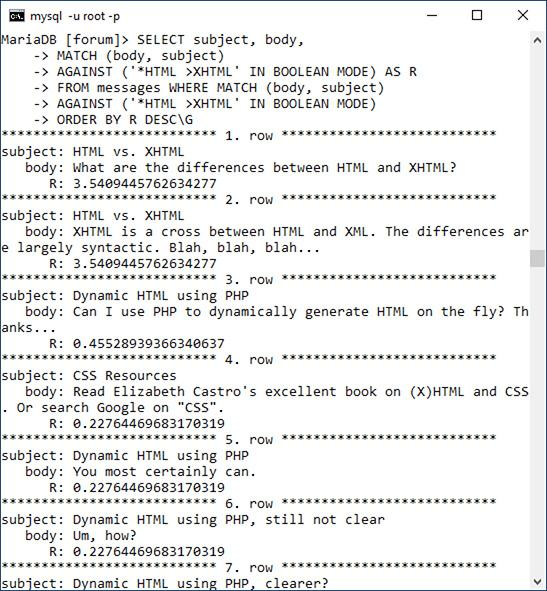 mysql -u root -p
MariaDB [forum]> SELECT subject, body,
    -> MATCH (body, subject)
    -> AGAINST ('*HTML >XHTML' IN BOOLEAN MODE) AS R
    -> FROM messages WHERE MATCH (body, subject)
    -> AGAINST ('*HTML >XHTML' IN BOOLEAN MODE)
    -> ORDER BY R DESC\G
*************************** 1. row ***************************
subject: HTML vs. XHTML
   body: What are the differences between HTML and XHTML?
      R: 3.5409445762634277
*************************** 2. row ***************************
subject: HTML vs. XHTML
   body: XHTML is a cross between HTML and XML. The differences ar
e largely syntactic. Blah, blah, blah...
      R: 3.5409445762634277
*************************** 3. row ***************************
subject: Dynamic HTML using PHP
   body: Can I use PHP to dynamically generate HTML on the fly? Th
anks...
      R: 0.45528939366340637
*************************** 4. row ***************************
subject: CSS Resources
   body: Read Elizabeth Castro's excellent book on (X)HTML and CSS
. Or search Google on "CSS".
      R: 0.22764469683170319
*************************** 5. row ***************************
subject: Dynamic HTML using PHP
   body: You most certainly can.
      R: 0.22764469683170319
*************************** 6. row ***************************
subject: Dynamic HTML using PHP, still not clear
   body: Um, how?
      R: 0.22764469683170319
*************************** 7. row ***************************
subject: Dynamic HTML using PHP, clearer?